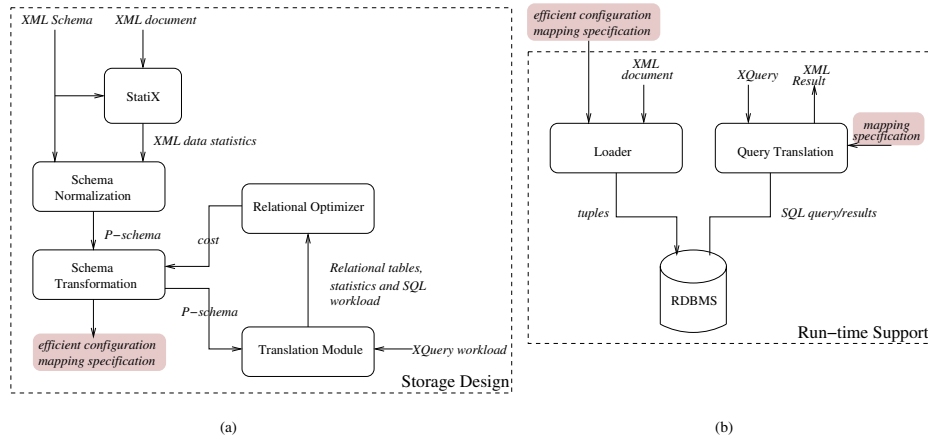 XML Schema
XML document
StatiX
XML data statistics
Schema
Normalization
P-schema
Relational Optimizer
cost
Schema
Transformation
Relational tables,
statistics and SQL
workload
P-schema
efficient configuration
mapping specification
Translation Module
XQuery workload
Storage Design
(a)
efficient configuration
mapping specification
XML
document
XQuery
XML
Result
mapping
specification
Loader
Query Translation
tuples
SQL query/results
RDBMS
Run-time Support
(b)